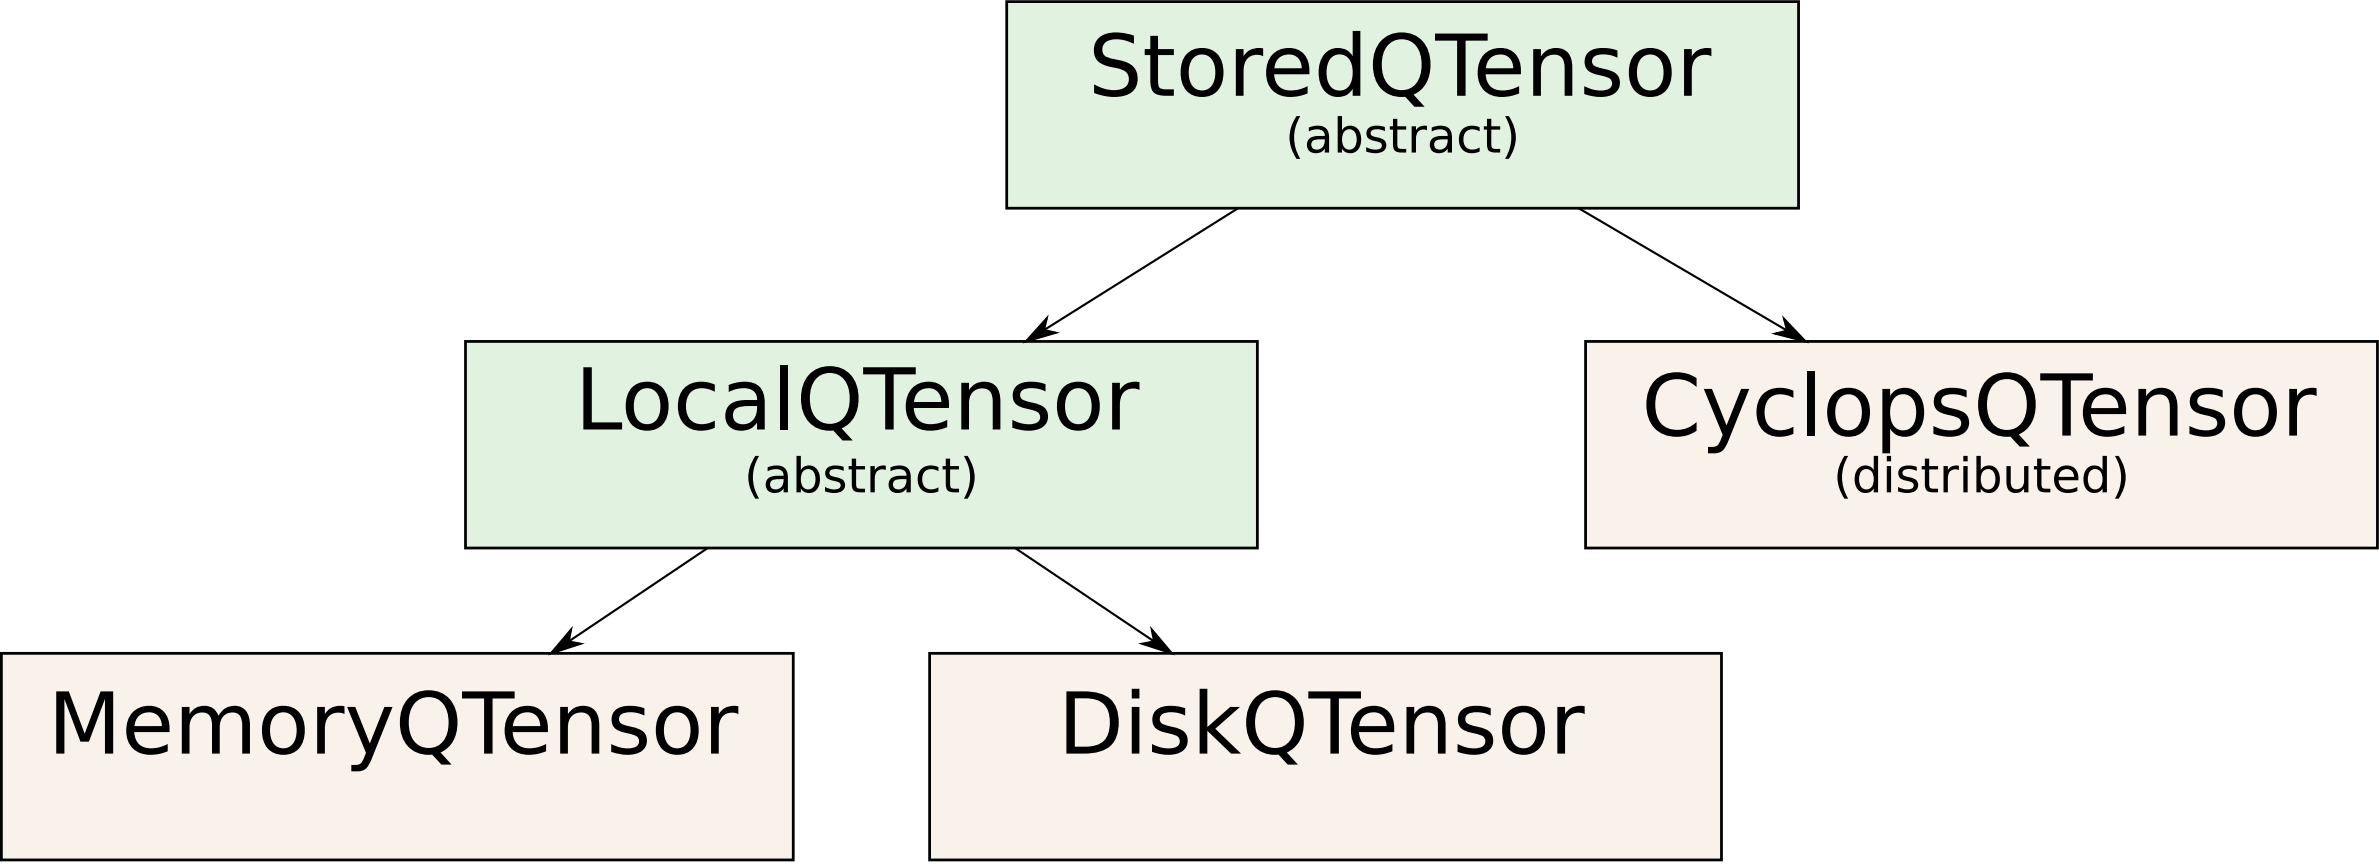 StoredQTensor
(abstract)
LocalQTensor
(abstract)
CyclopsQTensor
(distributed)
MemoryQTensor
DiskQTensor